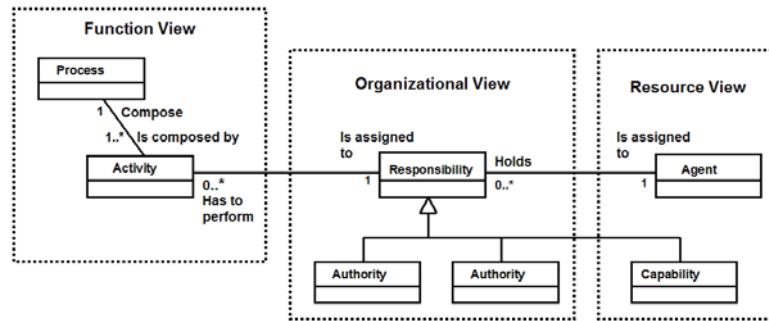 Function View
Process
1 Compose
1..* Is composed by
Activity
0..*
Has to
perform
Organizational View
Is assigned
to
1
Responsibility
Holds
0..*
Authority
Authority
Resource View
Is assigned
to
1
Agent
Capability